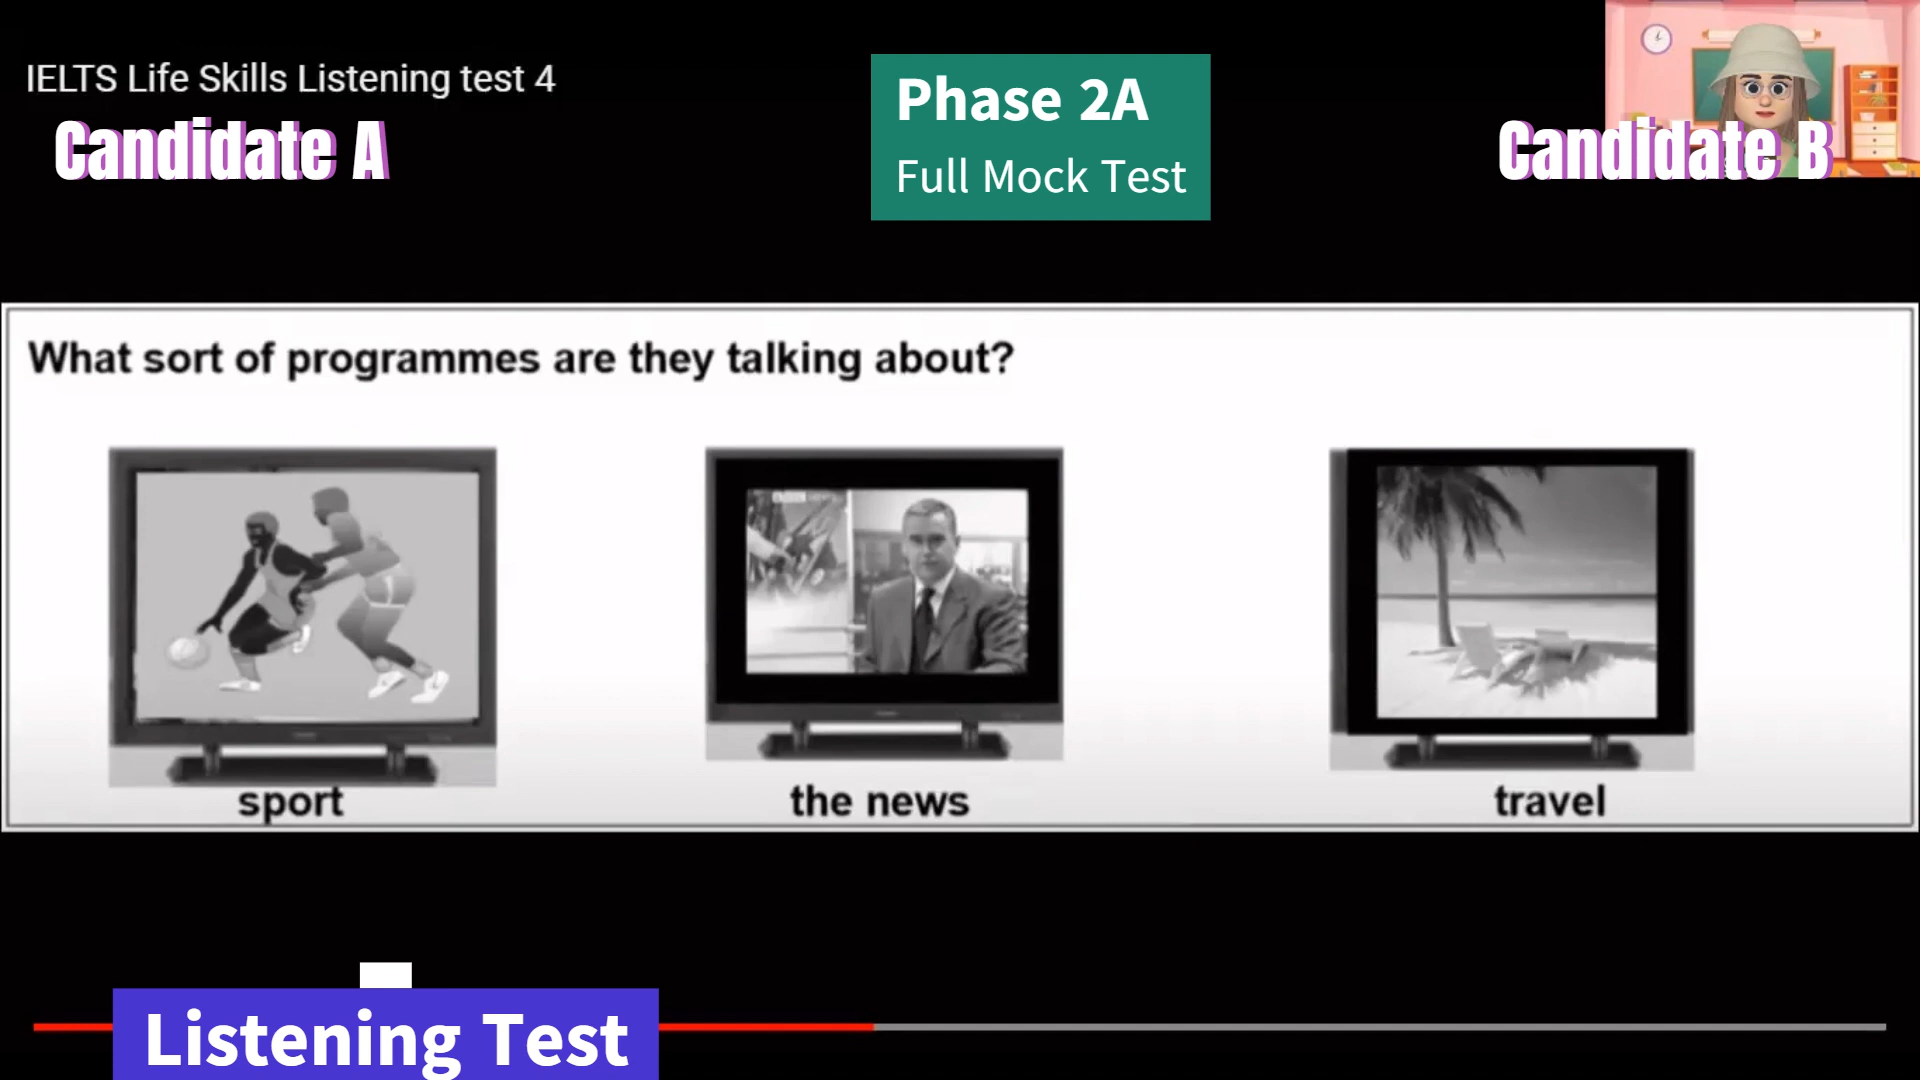 IELTS Life Skills Listening test 4
Candidate A
Phase 2A
Full Mock Test
Candidate B
What sort of programmes are they talking about?
sport
the news
travel
Listening Test